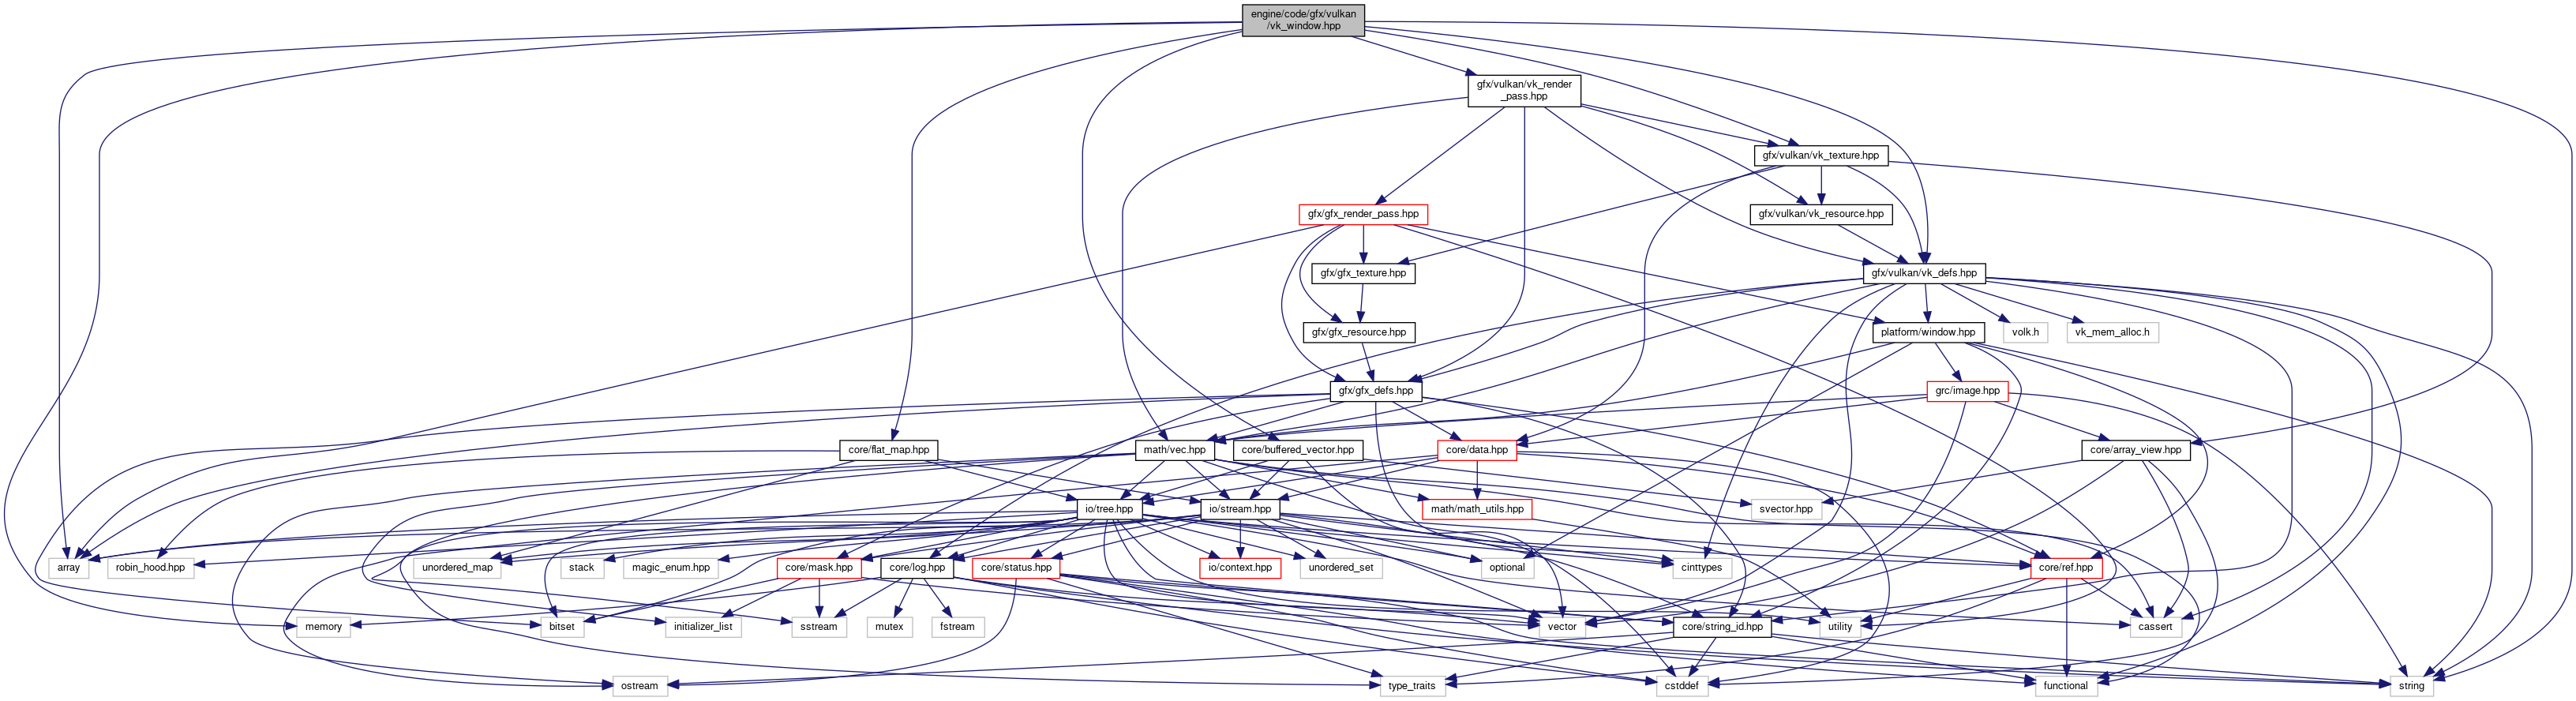 engine/code/gfx/vulkan
/vk_window.hpp
gfx/vulkan/vk_render
_pass.hpp
gfx/vulkan/vk_texture.hpp
gfx/gfx_render_pass.hpp
gfx/vulkan/vk_resource.hpp
gfx/gfx_texture.hpp
gfx/vulkan/vk_defs.hpp
gfx/gfx_resource.hpp
platform/window.hpp
volk.h
vk_mem_alloc.h
gfx/gfx_defs.hpp
grc/image.hpp
core/flat_map.hpp
math/vec.hpp
core/buffered_vector.hpp
core/data.hpp
core/array_view.hpp
io/tree.hpp
io/stream.hpp
math/math_utils.hpp
svector.hpp
array
robin_hood.hpp
unordered_map
stack
magic_enum.hpp
core/mask.hpp
core/log.hpp
core/status.hpp
io/context.hpp
unordered_set
optional
cinttypes
core/ref.hpp
memory
bitset
initializer_list
sstream
mutex
fstream
vector
core/string_id.hpp
utility
cassert
ostream
type_traits
cstddef
functional
string